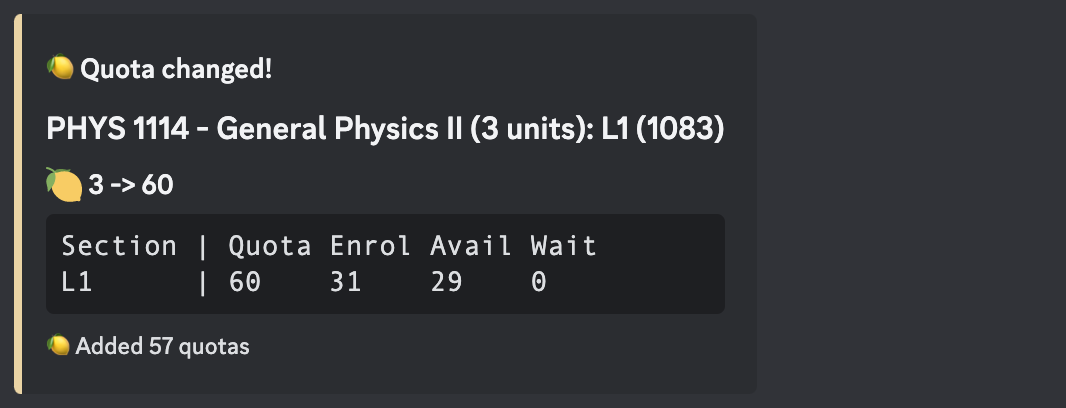 🍋 Quota changed!
PHYS 1114 - General Physics II (3 units): L1 (1083)
🍋 3 -> 60
Section | Quota Enrol Avail Wait
L1      | 60    31    29    0
🍋 Added 57 quotas